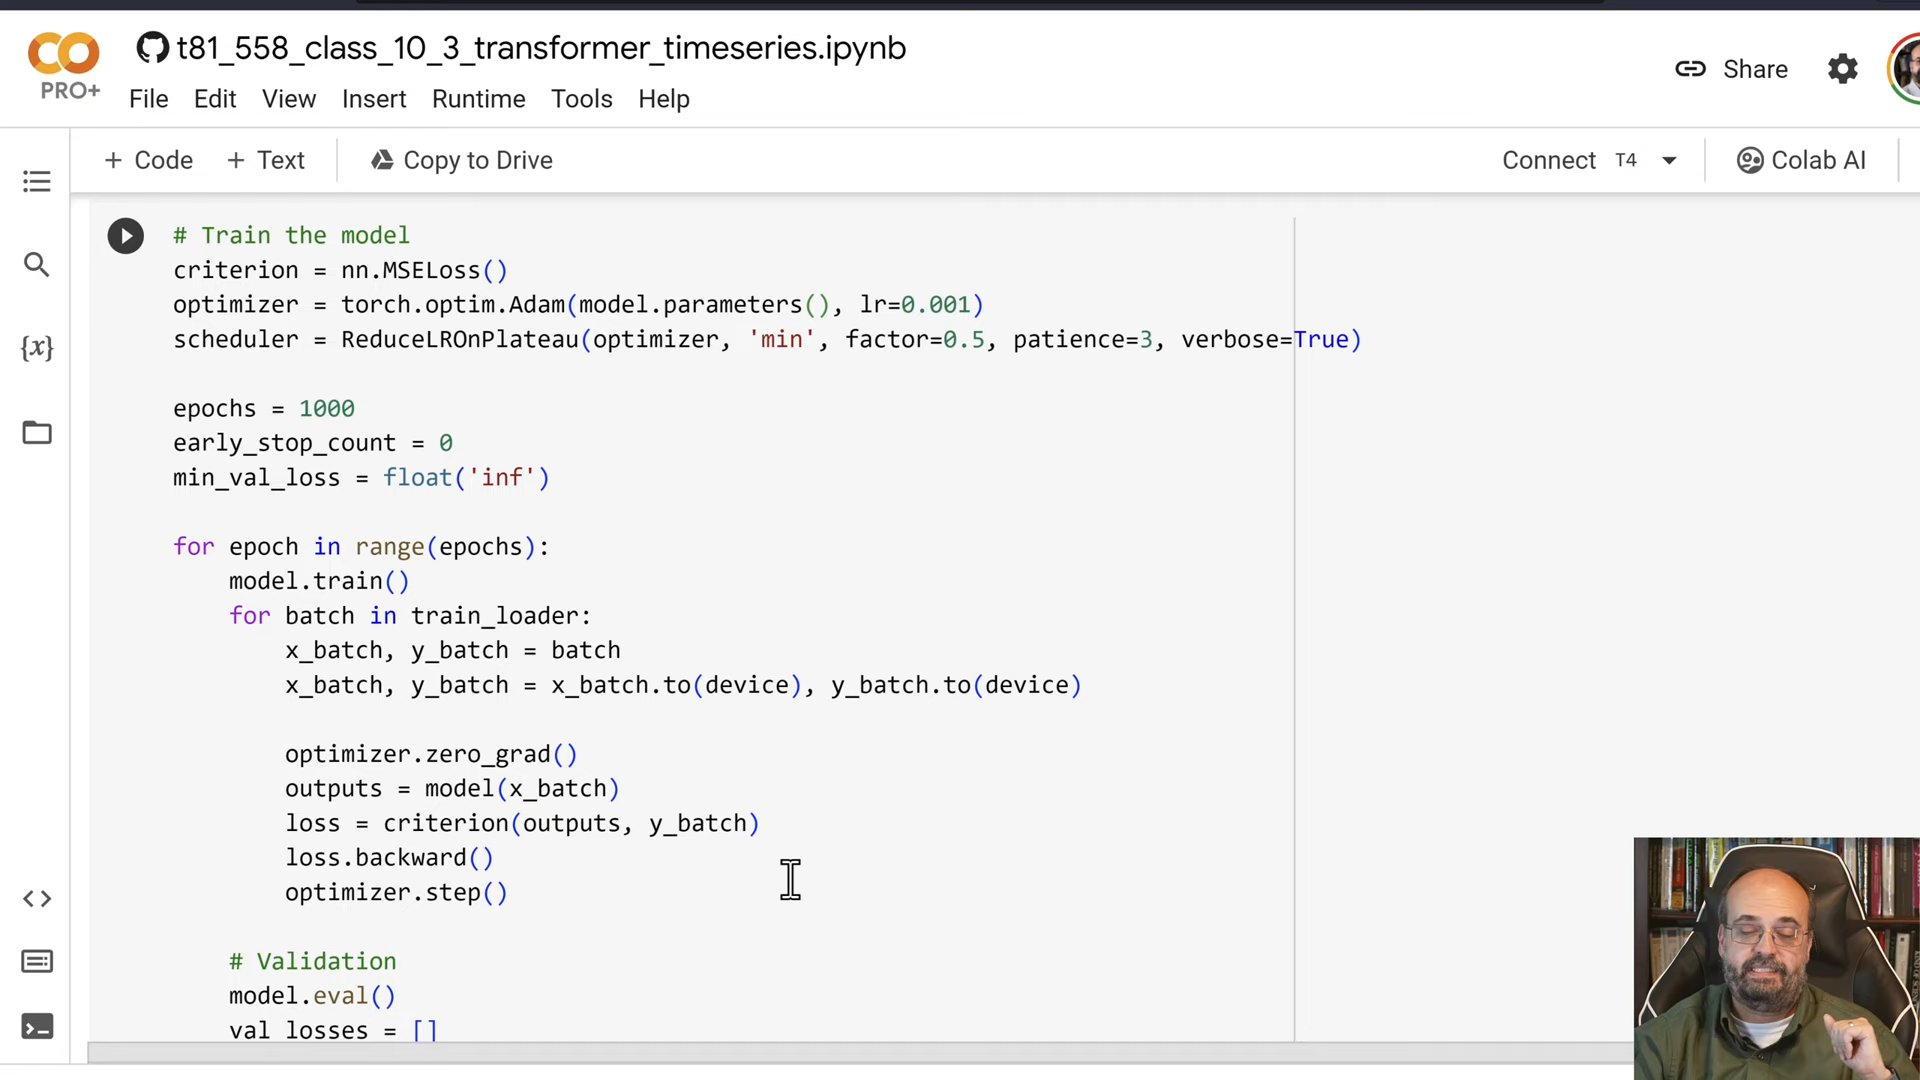 t81_558_class_10_3_transformer_timeseries.ipynb
PRO+
File Edit View Insert Runtime Tools Help
Share
+ Code + Text Copy to Drive
Connect T4
Colab AI
# Train the model
criterion = nn.MSELoss()
optimizer = torch.optim.Adam(model.parameters(), lr=0.001)
scheduler = ReduceLROnPlateau(optimizer, 'min', factor=0.5, patience=3, verbose=True)
epochs = 1000
early_stop_count = 0
min_val_loss = float('inf')
for epoch in range(epochs):
model.train()
for batch in train_loader:
x_batch, y_batch = batch
x_batch, y_batch = x_batch.to(device), y_batch.to(device)
optimizer.zero_grad()
outputs = model(x_batch)
loss = criterion(outputs, y_batch)
loss.backward()
optimizer.step()
# Validation
model.eval()
val_losses = []